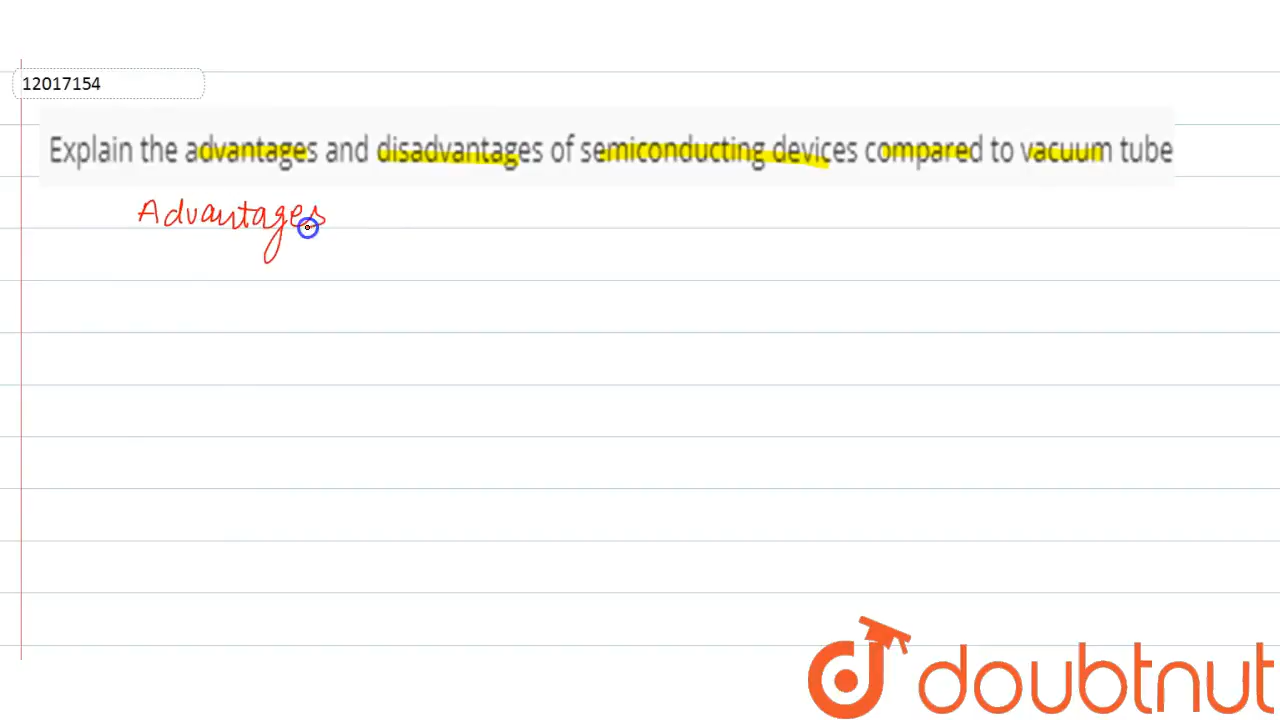 12017154
Explain the advantages and disadvantages of semiconducting devices compared to vacuum tube
Advantages
doubtnut